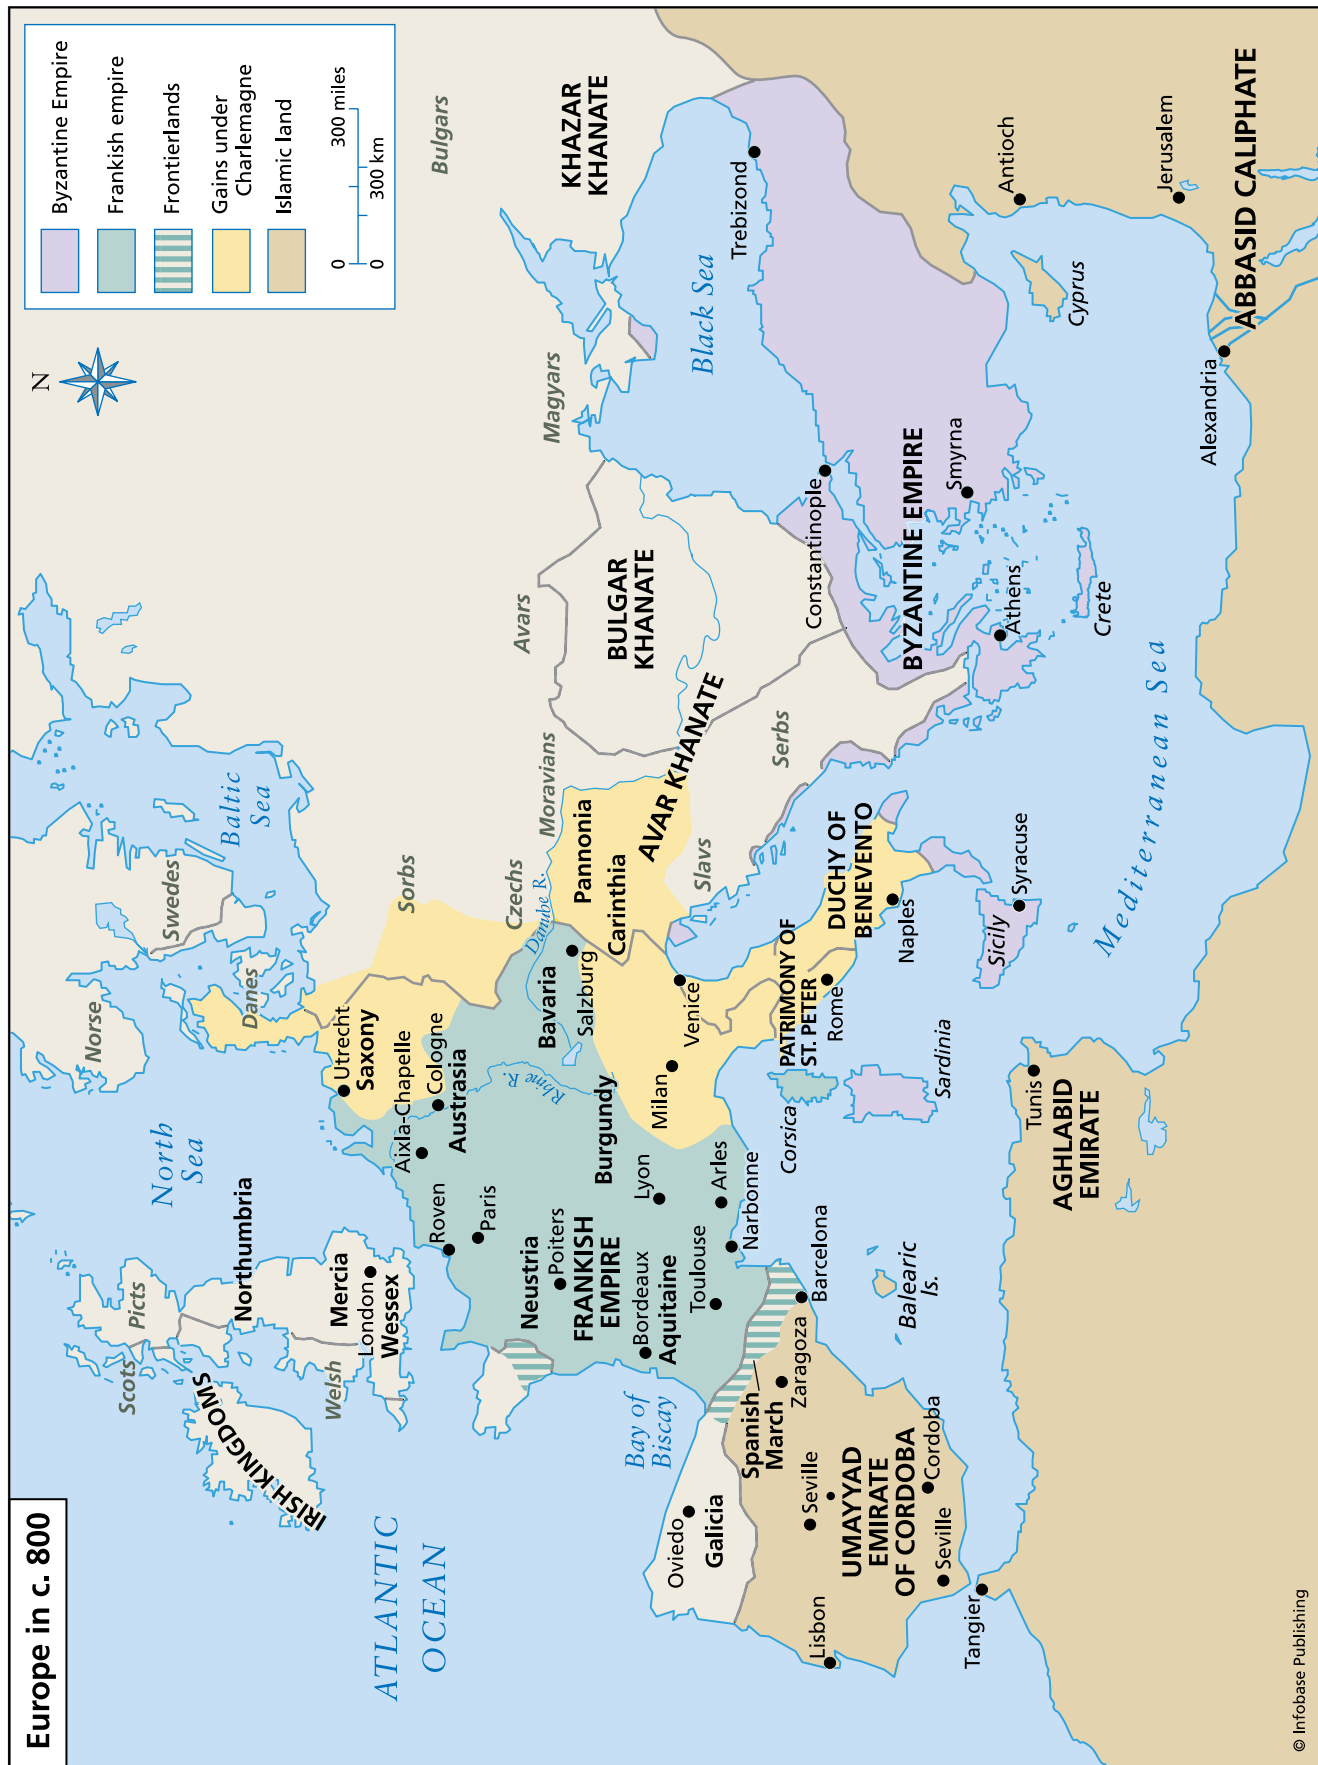 Europe in c. 800
N
Byzantine Empire
Frankish empire
Frontierlands
Gains under
Charlemagne
Islamic land
0
300 miles
0
300 km
Norse
Swedes
Danes
Baltic
Sea
North
Sea
Scots
Picts
IRISH KINGDOMS
Northumbria
Welsh
Mercia
London
Wessex
ATLANTIC
OCEAN
Utrecht
Saxony
Aixla-Chapelle
Cologne
Austrasia
Sorbs
Bulgars
Roven
Paris
Rhine R.
Czechs
Danube R.
Moravians
Avars
Magyars
KHAZAR
KHANATE
Neustria
Poiters
FRANKISH
EMPIRE
Bavaria
Salzburg
Pannonia
Carinthia
BULGAR
KHANATE
AVAR KHANATE
Burgundy
Bay of
Biscay
Bordeaux
Aquitaine
Lyon
Milan
Venice
Slavs
Serbs
Black Sea
Trebizond
Oviedo
Galicia
Toulouse
Arles
Narbonne
Spanish
March
Zaragoza
Barcelona
Corsica
PATRIMONY OF
ST. PETER
Rome
DUCHY OF
BENEVENTO
Naples
Constantinople
BYZANTINE EMPIRE
Smyrna
Lisbon
Seville
UMAYYAD
EMIRATE
OF CORDOBA
Cordoba
Seville
Tangier
Balearic
Is.
Sardinia
Sicily
Syracuse
Athens
Crete
Cyprus
Antioch
Tunis
AGHLABID
EMIRATE
Mediterranean Sea
Jerusalem
Alexandria
ABBASID CALIPHATE
© Infobase Publishing